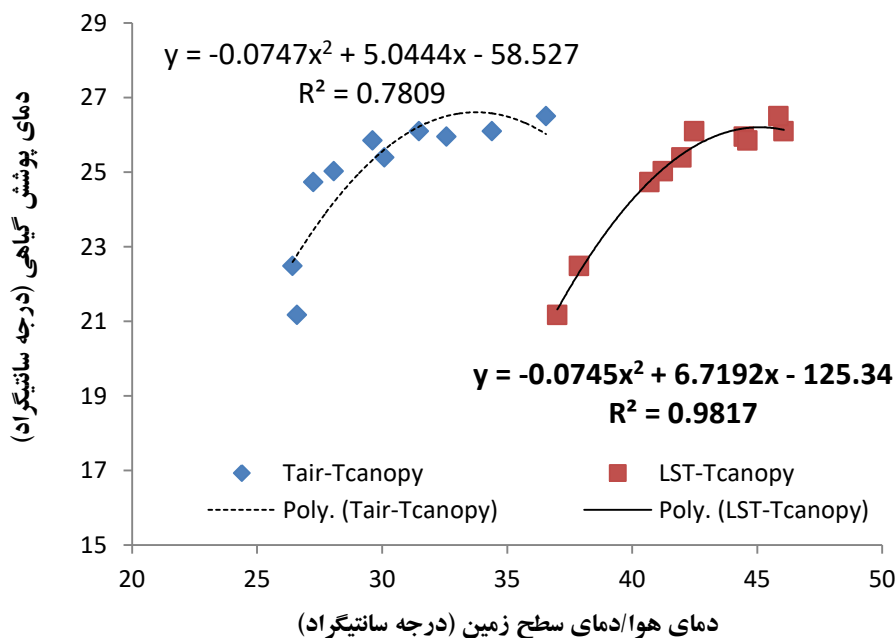 29
27
25
23
21
19
17
15
دمای پوشش گیاهی (درجه سانتیگراد)
y = -0.0747x² + 5.0444x - 58.527
R² = 0.7809
y = -0.0745x² + 6.7192x - 125.34
R² = 0.9817
Tair-Tcanopy
LST-Tcanopy
Poly. (Tair-Tcanopy)
Poly. (LST-Tcanopy)
20 25 30 35 40 45 50
دمای هوا/دمای سطح زمین (درجه سانتیگراد)